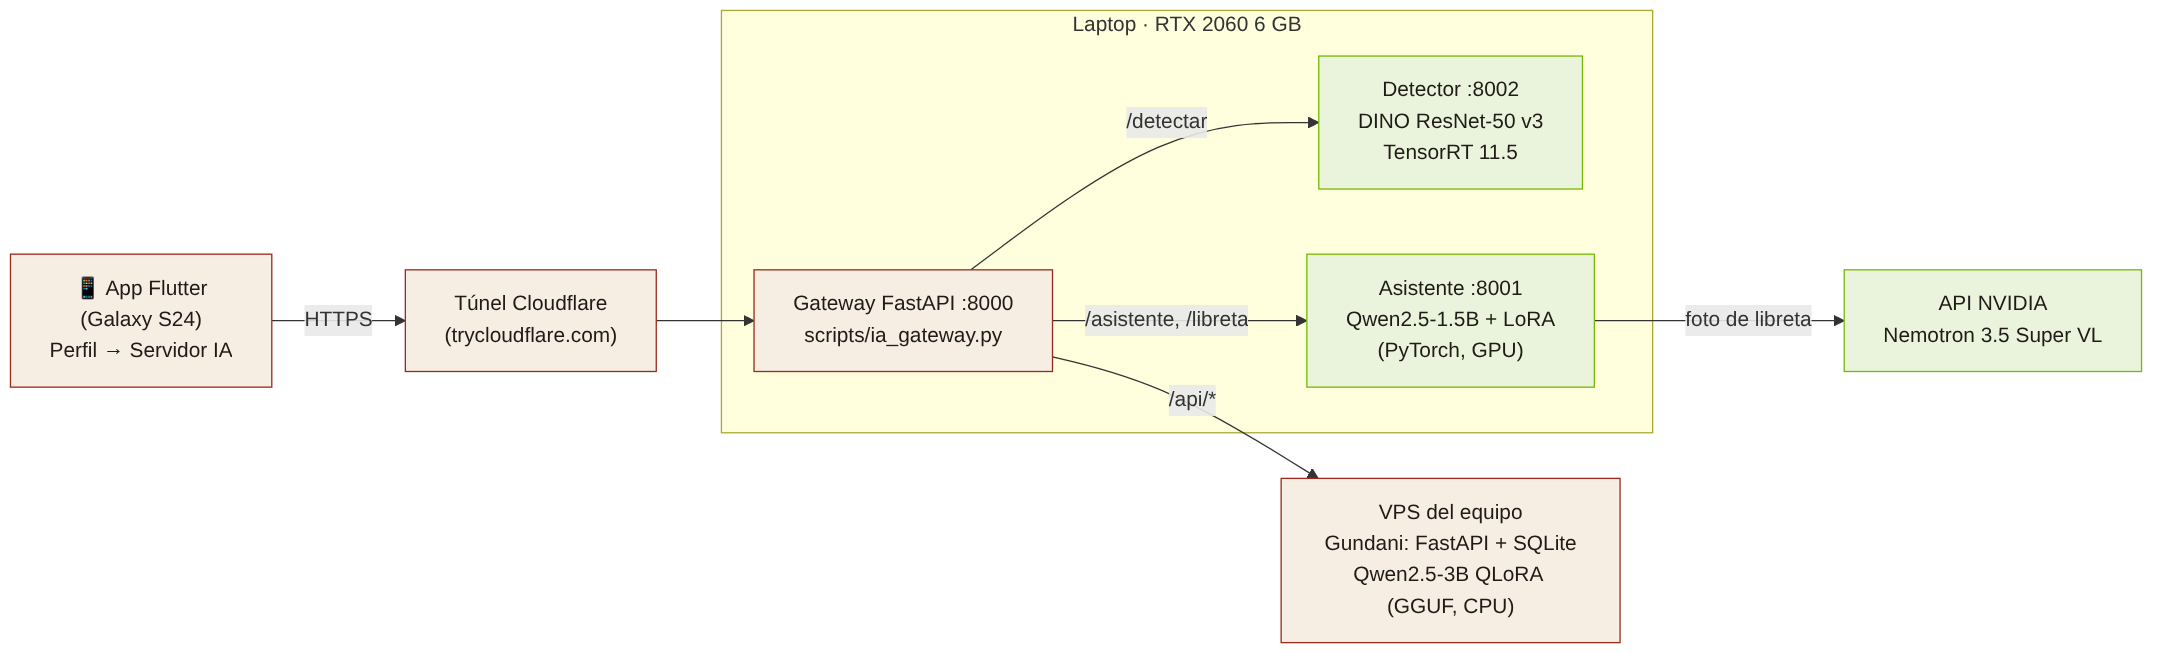 Laptop · RTX 2060 6 GB
Detector :8002
DINO ResNet-50 v3
TensorRT 11.5
/detectar
📱 App Flutter
(Galaxy S24)
Perfil → Servidor IA
HTTPS
Túnel Cloudflare
(trycloudflare.com)
Gateway FastAPI :8000
scripts/ia_gateway.py
/asistente, /libreta
Asistente :8001
Qwen2.5-1.5B + LoRA
(PyTorch, GPU)
foto de libreta
API NVIDIA
Nemotron 3.5 Super VL
/api/*
VPS del equipo
Gundani: FastAPI + SQLite
Qwen2.5-3B QLoRA
(GGUF, CPU)